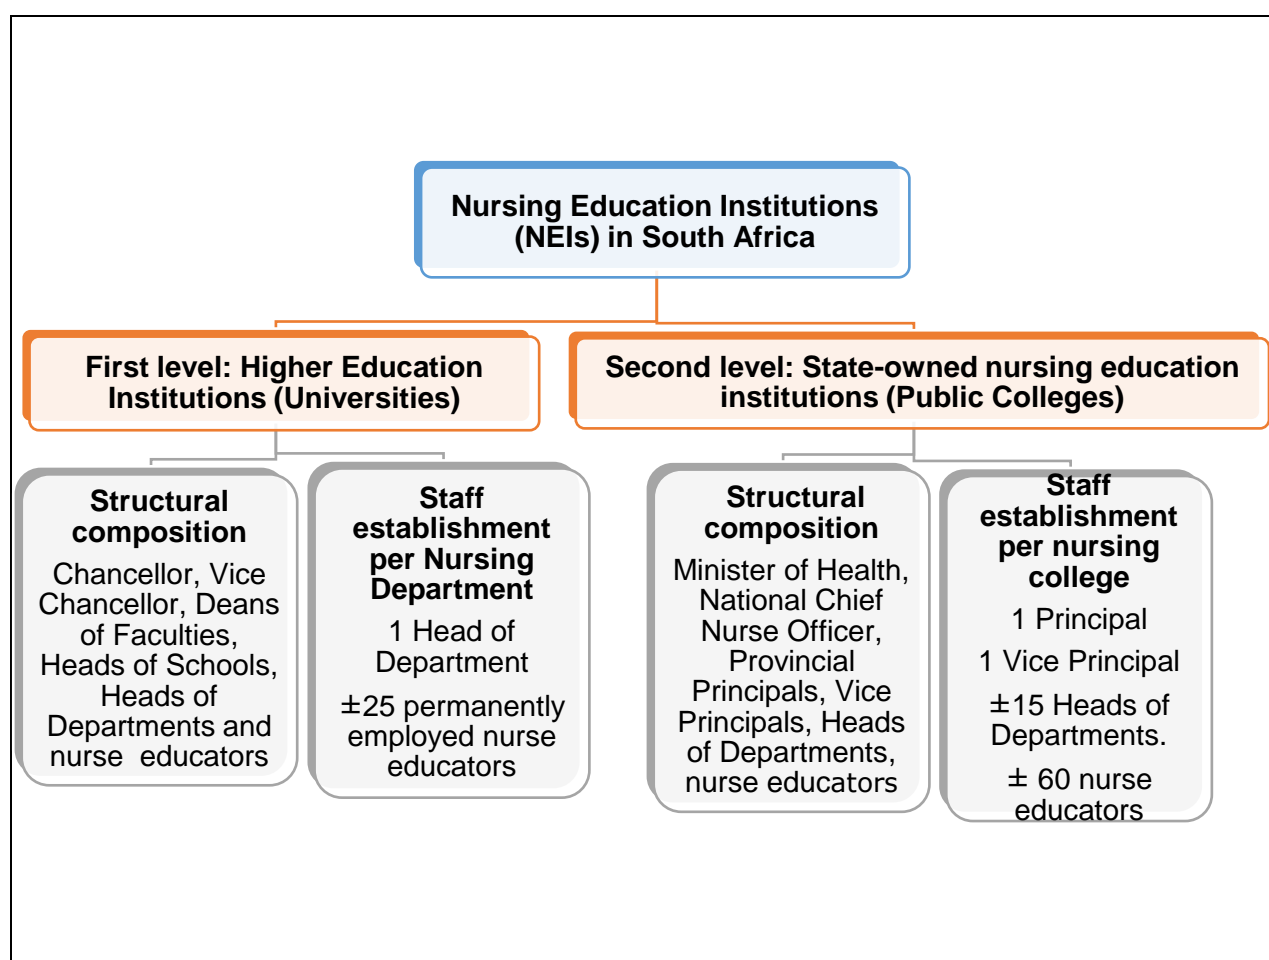 Nursing Education Institutions
(NEIs) in South Africa
First level: Higher Education
Institutions (Universities)
Second level: State-owned nursing education
institutions (Public Colleges)
Structural
composition
Chancellor, Vice
Chancellor, Deans
of Faculties,
Heads of Schools,
Heads of
Departments and
nurse educators
Staff
establishment
per Nursing
Department
1 Head of
Department
±25 permanently
employed nurse
educators
Structural
composition
Minister of Health,
National Chief
Nurse Officer,
Provincial
Principals, Vice
Principals, Heads
of Departments,
nurse educators
Staff
establishment
per nursing
college
1 Principal
1 Vice Principal
±15 Heads of
Departments.
± 60 nurse
educators